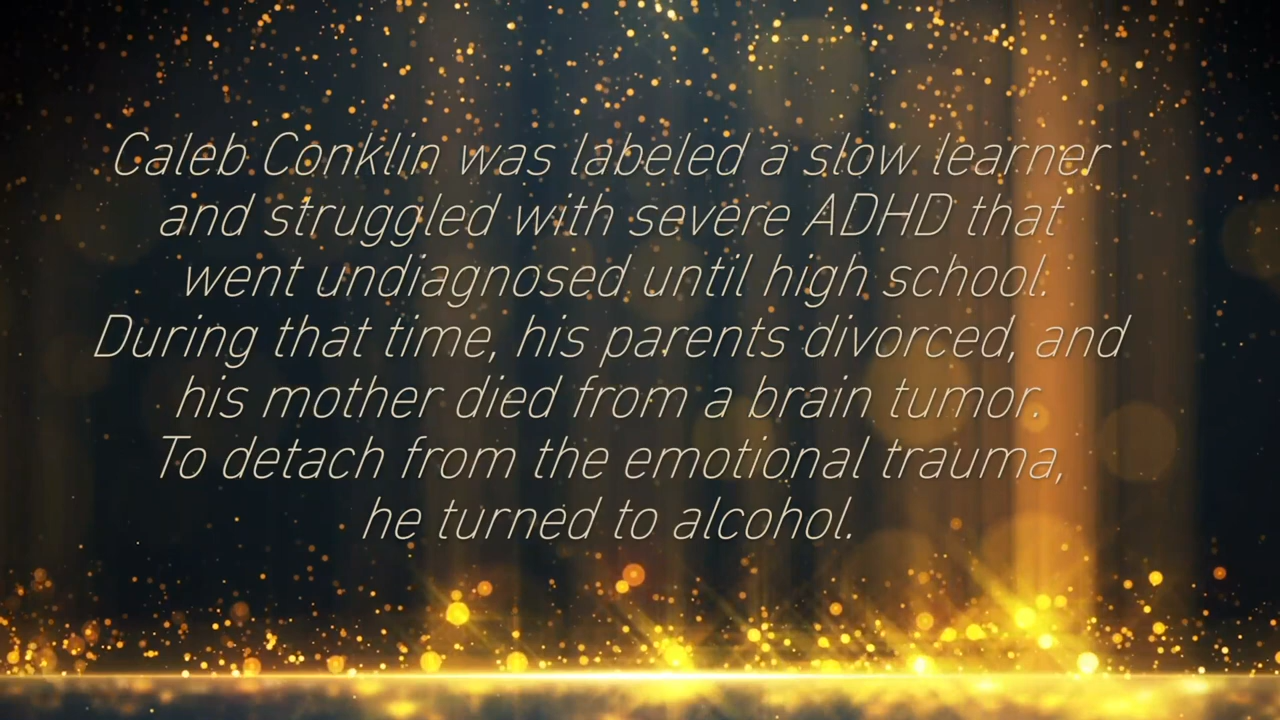 Caleb Conklin was labeled a slow learner
and struggled with severe ADHD that
went undiagnosed until high school.
During that time, his parents divorced, and
his mother died from a brain tumor.
To detach from the emotional trauma,
he turned to alcohol.